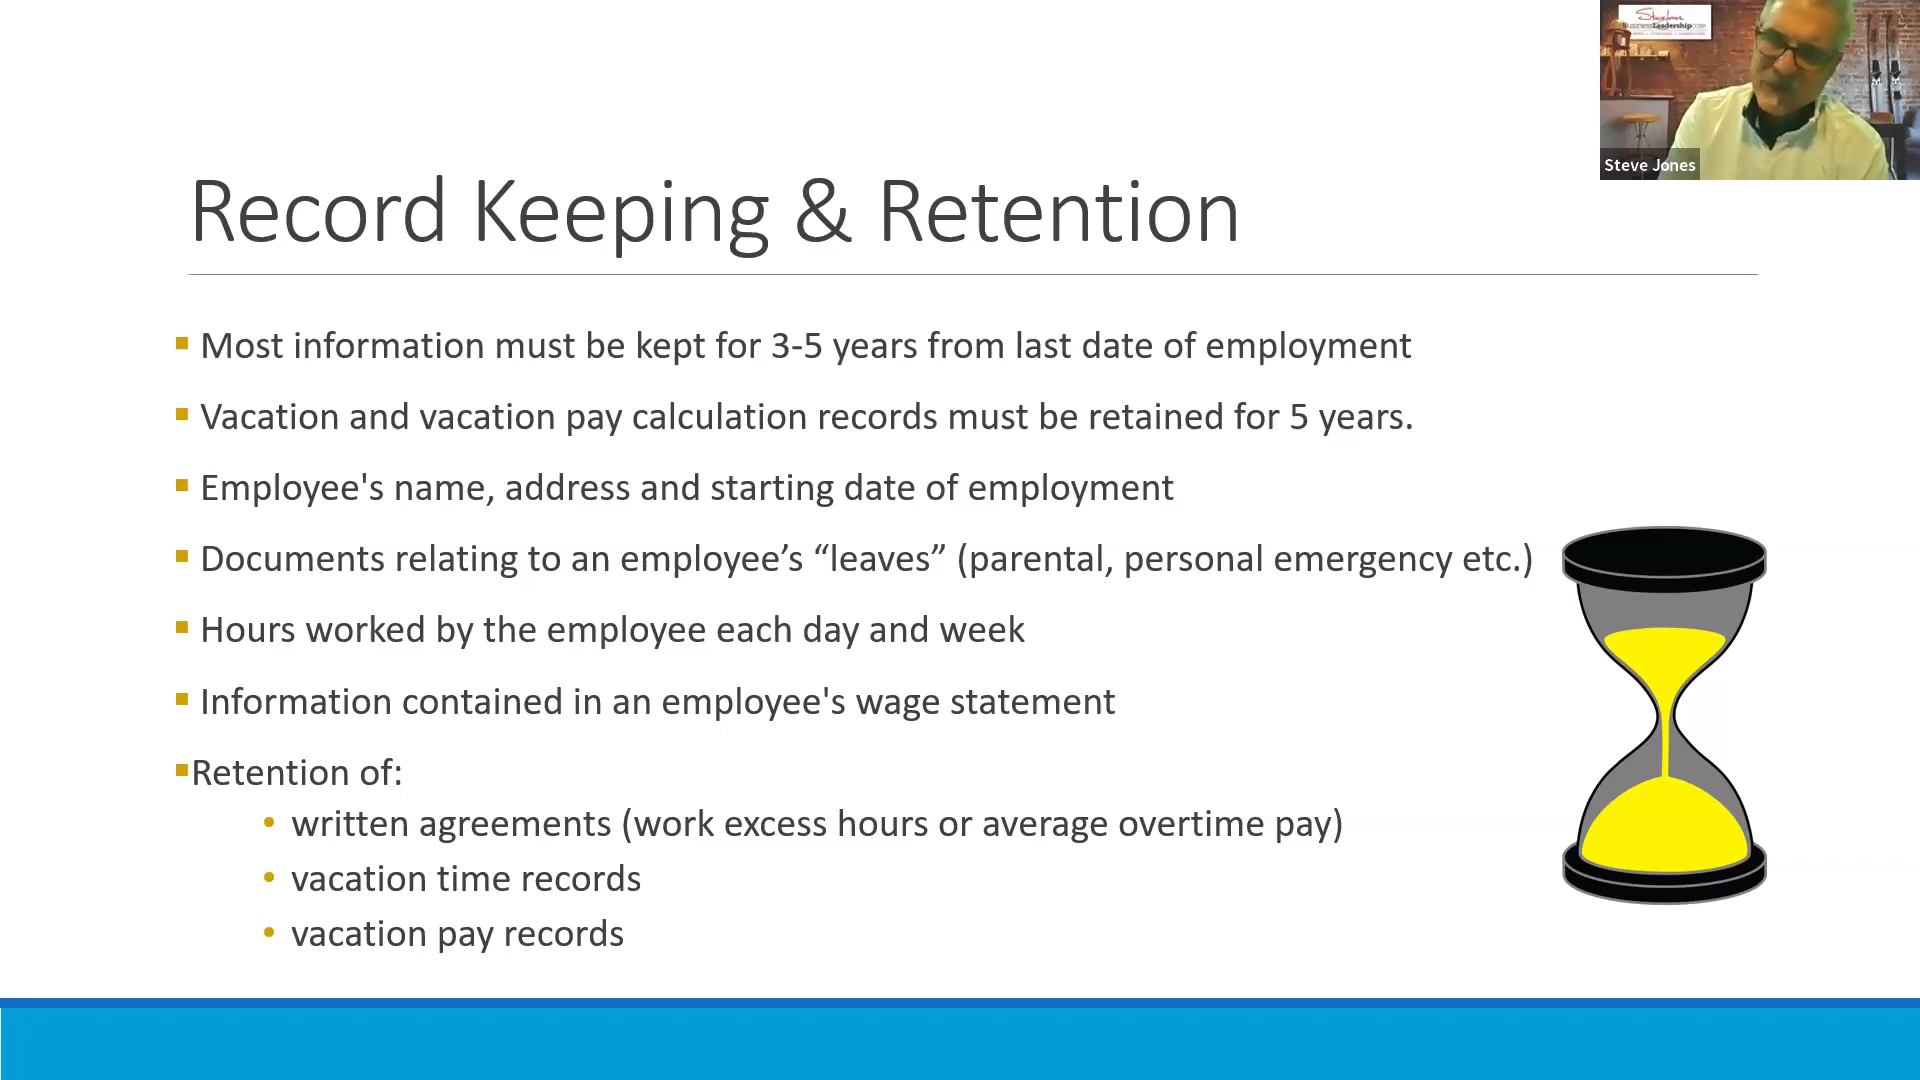 Steve Jones
Record Keeping & Retention
Most information must be kept for 3-5 years from last date of employment
Vacation and vacation pay calculation records must be retained for 5 years.
Employee's name, address and starting date of employment
Documents relating to an employee’s “leaves” (parental, personal emergency etc.)
Hours worked by the employee each day and week
Information contained in an employee's wage statement
Retention of:
written agreements (work excess hours or average overtime pay)
vacation time records
vacation pay records